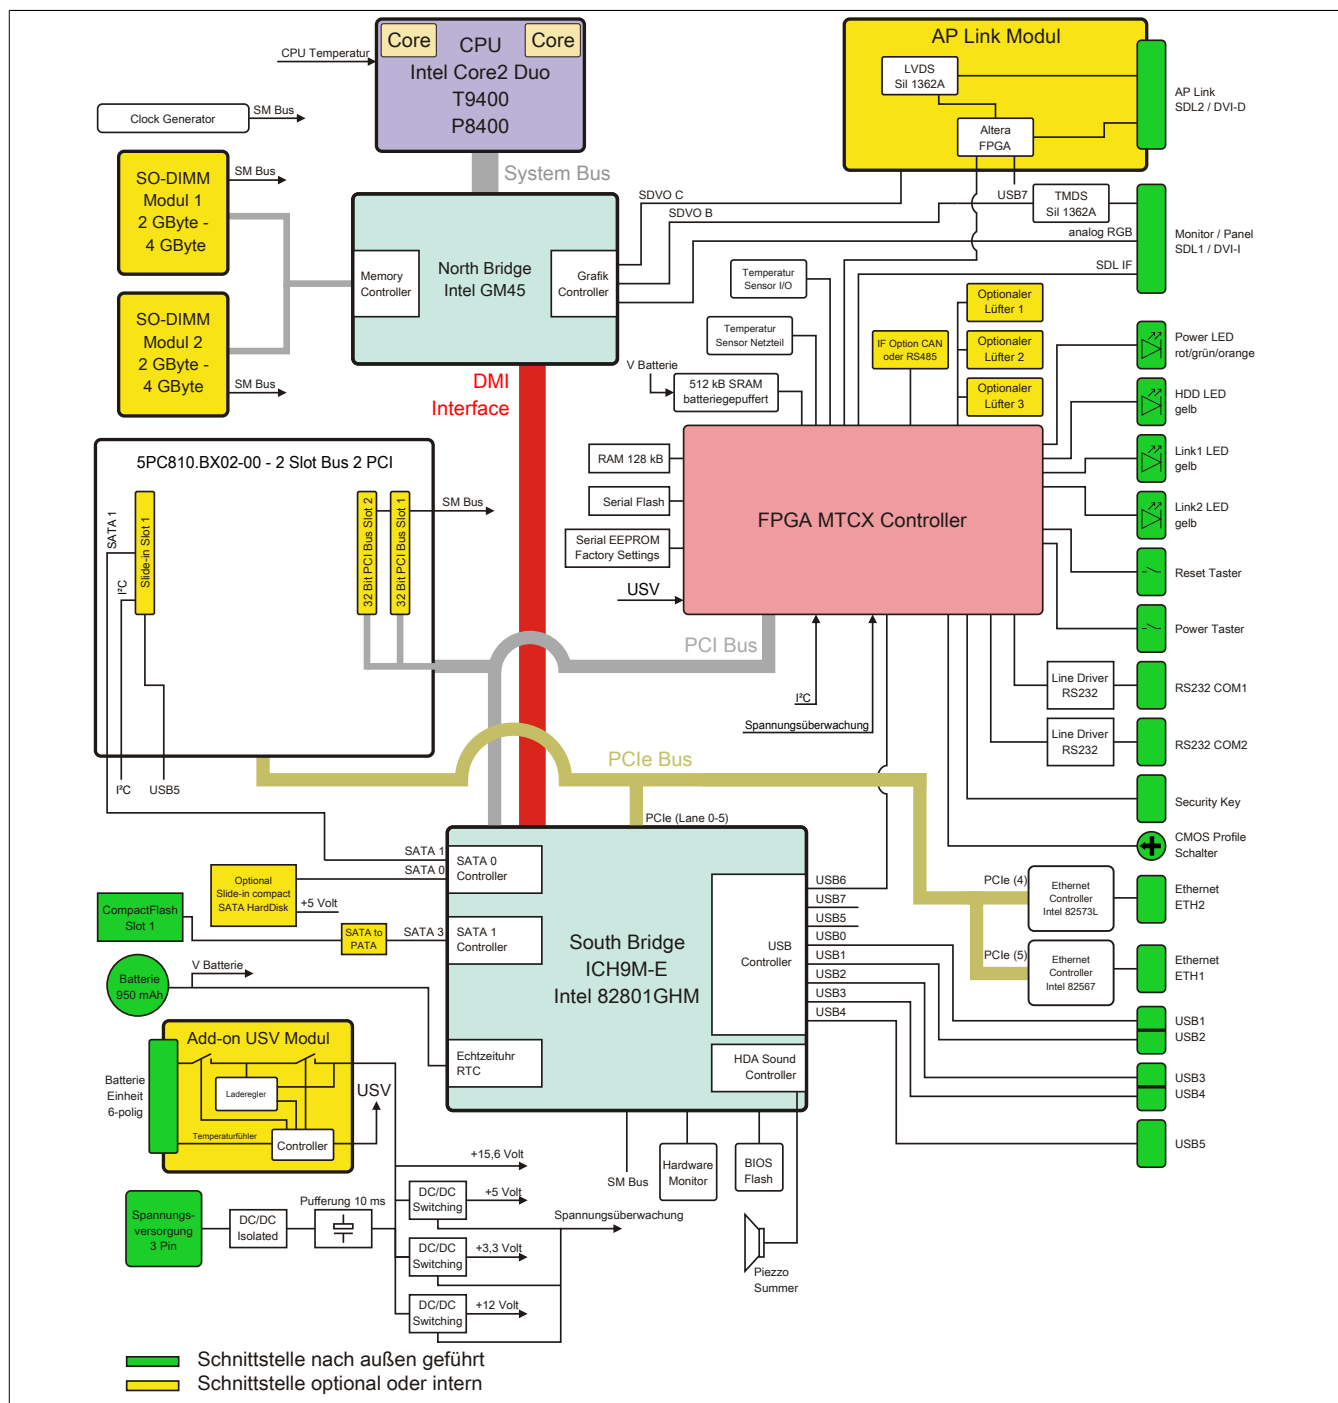 Core
CPU
Core
Intel Core2 Duo
T9400
P8400
CPU Temperatur
Clock Generator
SM Bus
SO-DIMM
Modul 1
2 GByte -
4 GByte
SM Bus
SO-DIMM
Modul 2
2 GByte -
4 GByte
SM Bus
System Bus
Memory
Controller
North Bridge
Intel GM45
Grafik
Controller
SDVO C
SDVO B
analog RGB
SDL IF
AP Link Modul
LVDS
Sil 1362A
Altera
FPGA
USB7
TMDS
Sil 1362A
AP Link
SDL2 / DVI-D
Monitor / Panel
SDL1 / DVI-I
Temperatur
Sensor I/O
Temperatur
Sensor Netzteil
V Batterie
512 kB SRAM
batteriegepuffert
IF Option CAN
oder RS485
Optionaler
Lüfter 1
Optionaler
Lüfter 2
Optionaler
Lüfter 3
Power LED
rot/grün/orange
HDD LED
gelb
Link1 LED
gelb
Link2 LED
gelb
Reset Taster
Power Taster
DMI
Interface
RAM 128 kB
Serial Flash
Serial EEPROM
Factory Settings
USV
FPGA MTCX Controller
5PC810.BX02-00 - 2 Slot Bus 2 PCI
SATA 1
I²C
Slide-in Slot 1
32 Bit PCI Bus Slot 2
32 Bit PCI Bus Slot 1
SM Bus
I²C
USB5
PCI Bus
I²C
Spannungsüberwachung
Line Driver
RS232
RS232 COM1
Line Driver
RS232
RS232 COM2
Security Key
CMOS Profile
Schalter
PCIe Bus
PCIe (Lane 0-5)
PCIe (4)
Ethernet
Controller
Intel 82573L
Ethernet
ETH2
PCIe (5)
Ethernet
Controller
Intel 82567
Ethernet
ETH1
SATA 1
SATA 0
SATA 0
Controller
Optional
Slide-in compact
SATA HardDisk
+5 Volt
CompactFlash
Slot 1
SATA to
PATA
SATA 3
SATA 1
Controller
Batterie
950 mAh
V Batterie
South Bridge
ICH9M-E
Intel 82801GHM
USB
Controller
USB6
USB7
USB5
USB0
USB1
USB2
USB3
USB4
USB1
USB2
USB3
USB4
USB5
Echtzeituhr
RTC
HDA Sound
Controller
Add-on USV Modul
Laderegler
Temperaturfühler
Controller
Batterie
Einheit
6-polig
USV
SM Bus
Hardware
Monitor
BIOS
Flash
Piezzo
Summer
+15,6 Volt
Spannungs-
versorgung
3 Pin
DC/DC
Isolated
Pufferung 10 ms
DC/DC
Switching
+5 Volt
Spannungsüberwachung
DC/DC
Switching
+3,3 Volt
DC/DC
Switching
+12 Volt
Schnittstelle nach außen geführt
Schnittstelle optional oder intern